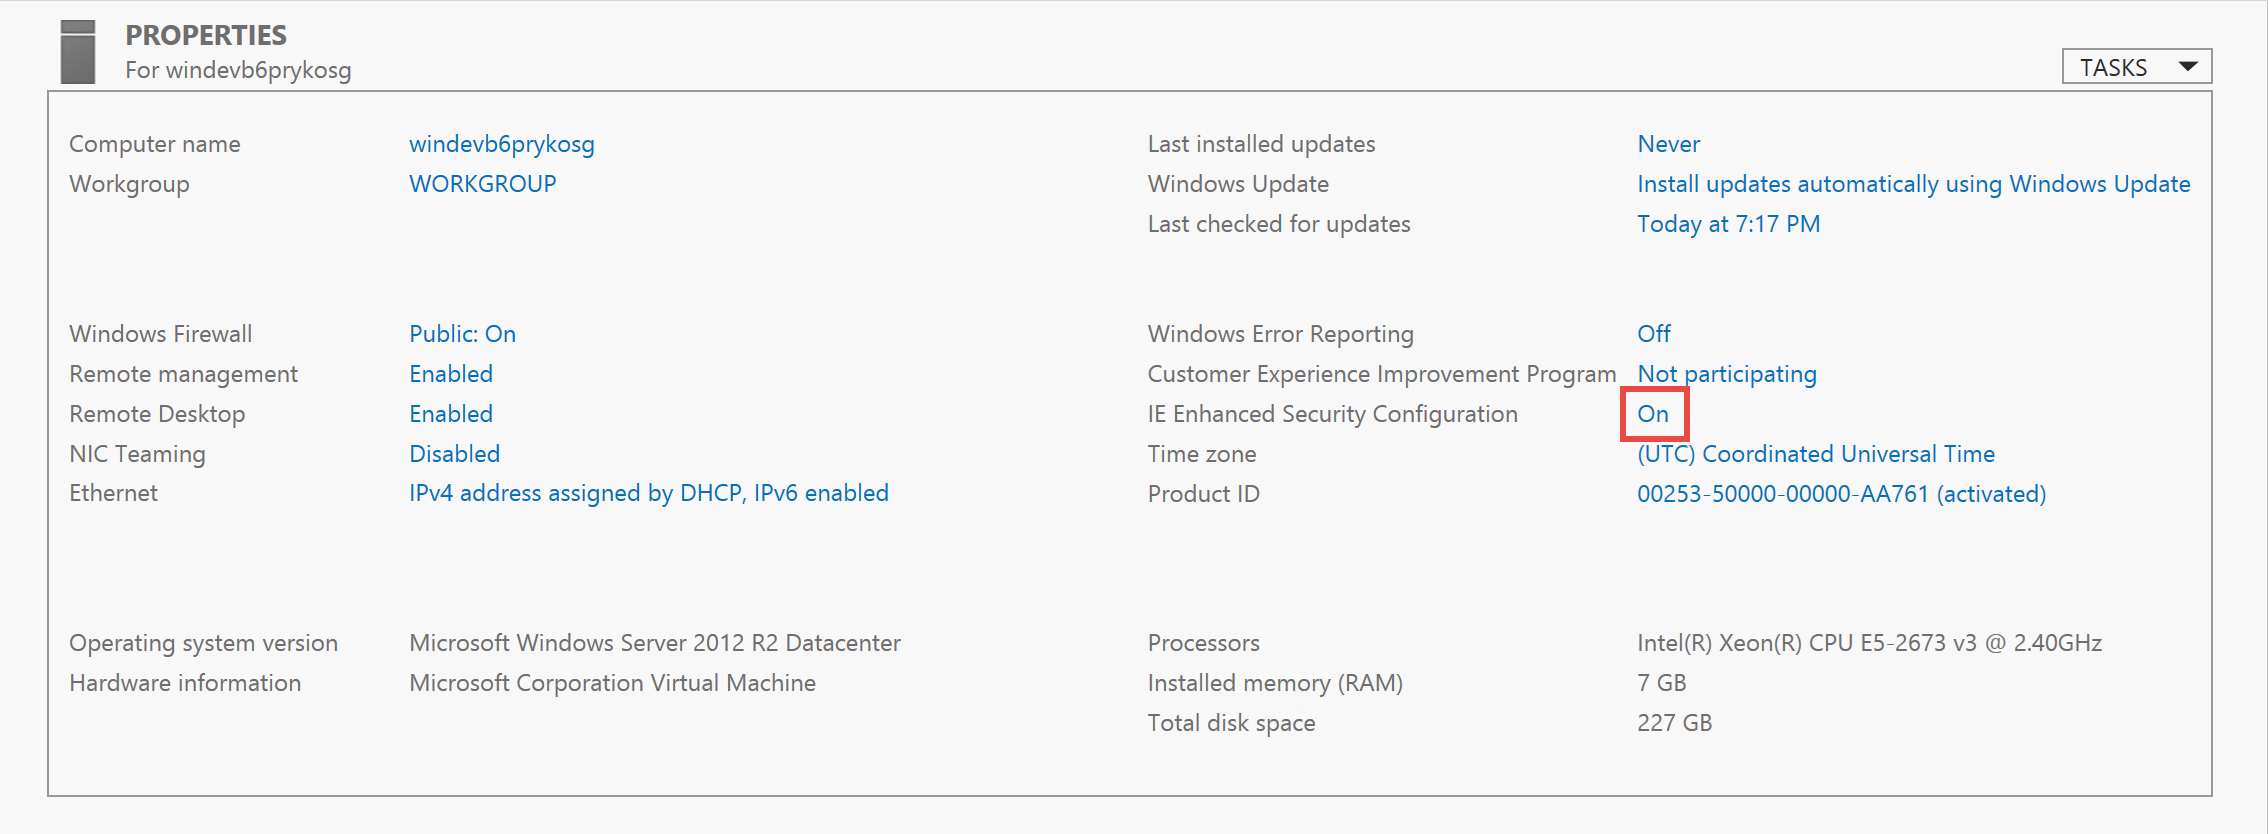 PROPERTIES
For windevb6prykosg
TASKS
Computer name windevb6prykosg
Workgroup WORKGROUP
Last installed updates Never
Windows Update Install updates automatically using Windows Update
Last checked for updates Today at 7:17 PM
Windows Firewall Public: On
Remote management Enabled
Remote Desktop Enabled
NIC Teaming Disabled
Ethernet IPv4 address assigned by DHCP, IPv6 enabled
Windows Error Reporting Off
Customer Experience Improvement Program Not participating
IE Enhanced Security Configuration On
Time zone (UTC) Coordinated Universal Time
Product ID 00253-50000-00000-AA761 (activated)
Operating system version Microsoft Windows Server 2012 R2 Datacenter
Hardware information Microsoft Corporation Virtual Machine
Processors Intel(R) Xeon(R) CPU E5-2673 v3 @ 2.40GHz
Installed memory (RAM) 7 GB
Total disk space 227 GB